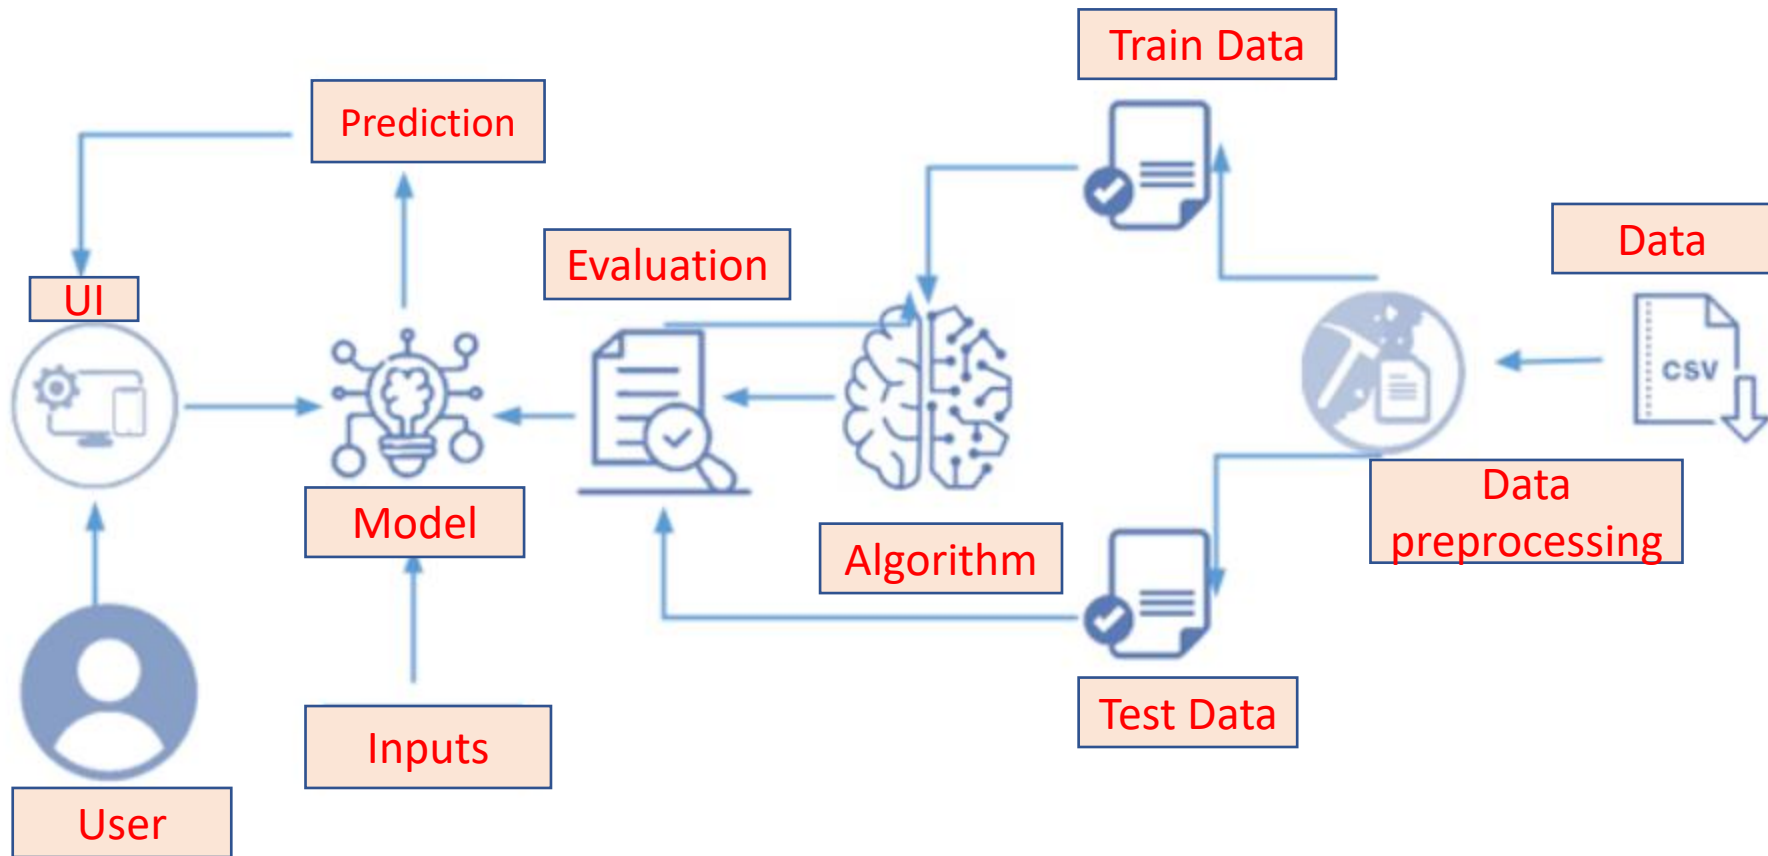 Train Data
Prediction
Data
Evaluation
UI
CSV
Data
preprocessing
Model
Algorithm
Test Data
Inputs
User